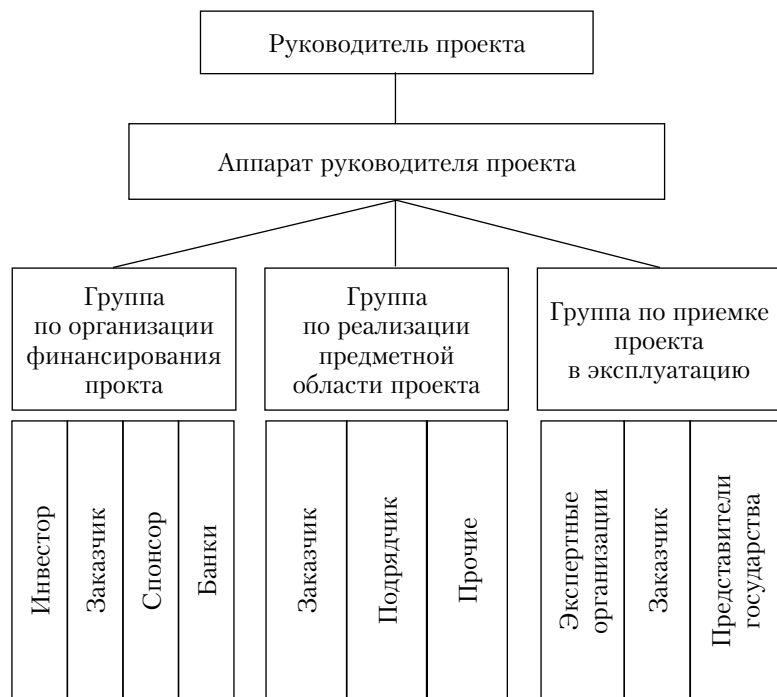 Руководитель проекта
Аппарат руководителя проекта
Группа
по организации
финансирования
прокта
Группа
по реализации
предметной
области проекта
Группа по приемке
проекта
в эксплуатацию
Инвестор
Заказчик
Спонсор
Банки
Заказчик
Подрядчик
Прочие
Экспертные
организации
Заказчик
Представители
государства